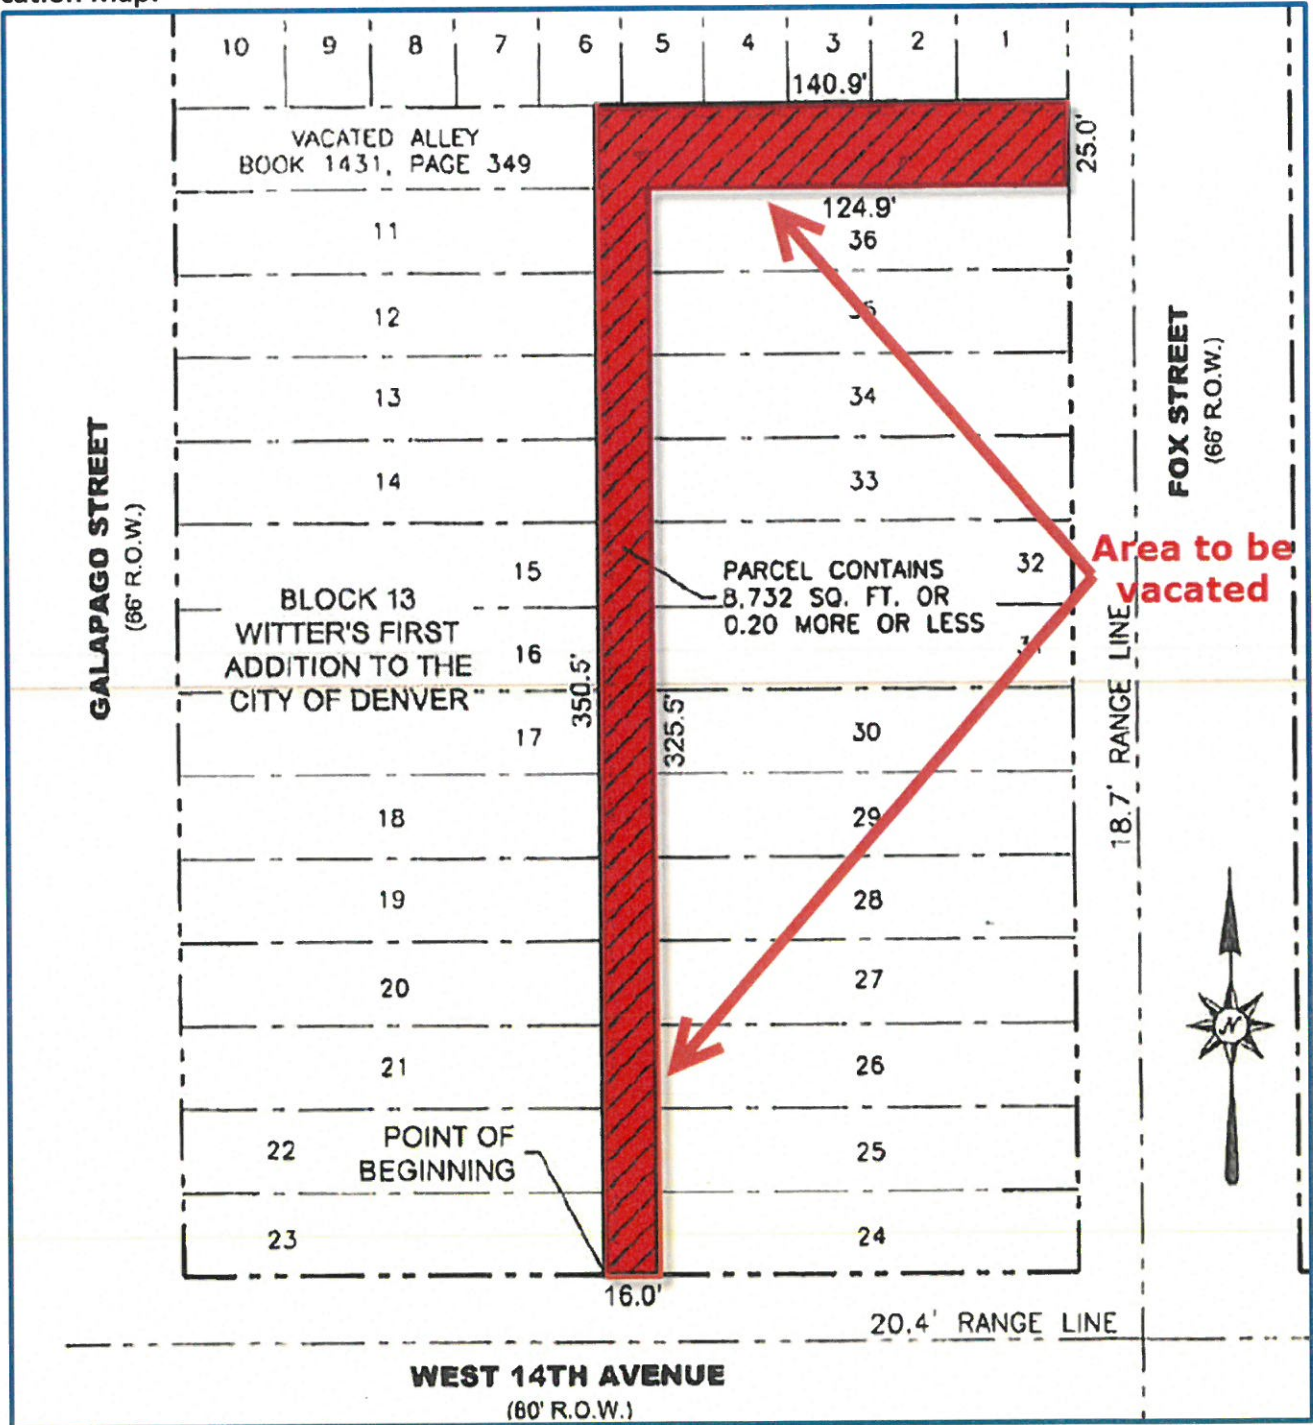 cation Map:
10 9 8 7 6 5 4 3 2 1
140.9'
VACATED ALLEY
BOOK 1431, PAGE 349
25.0'
124.9'
11
36
12
35
13
34
14
33
FOX STREET
(66' R.O.W.)
GALAPAGO STREET
(66' R.O.W.)
Area to be
vacated
15
32
PARCEL CONTAINS
8,732 SQ. FT. OR
0.20 MORE OR LESS
BLOCK 13
WITTER'S FIRST
ADDITION TO THE
CITY OF DENVER
16
350.5'
325.5'
18.7' RANGE LINE
17
30
18
29
19
28
20
27
21
26
N
22
POINT OF
BEGINNING
25
23
24
16.0'
20.4' RANGE LINE
WEST 14TH AVENUE
(80' R.O.W.)